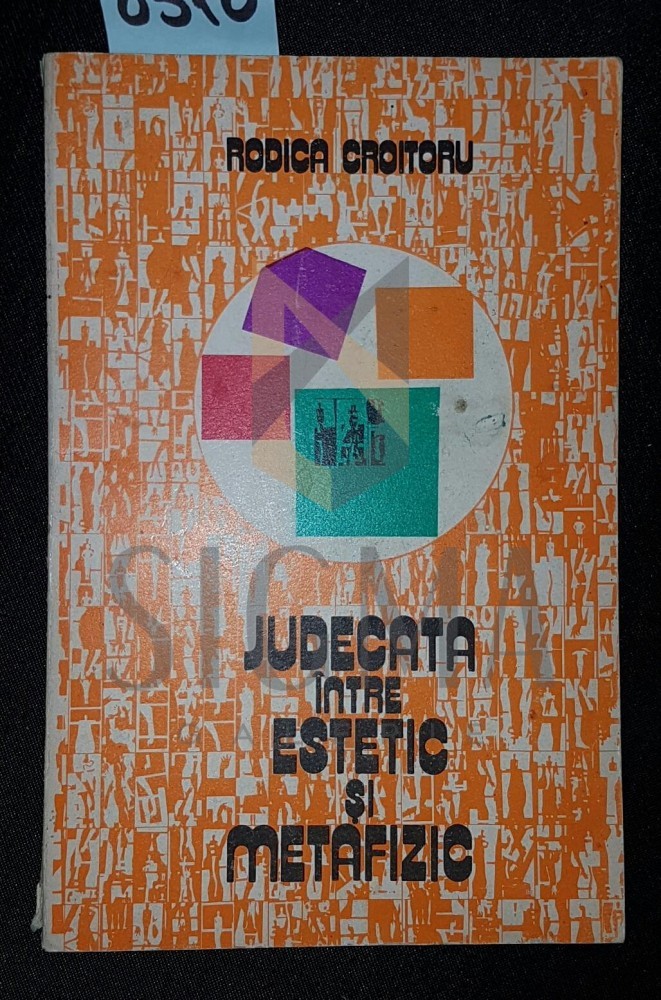 RODICA CROITORU
SIGMA
JUDECATA
ÎNTRE
ESTETIC
ȘI
METAFIZIC